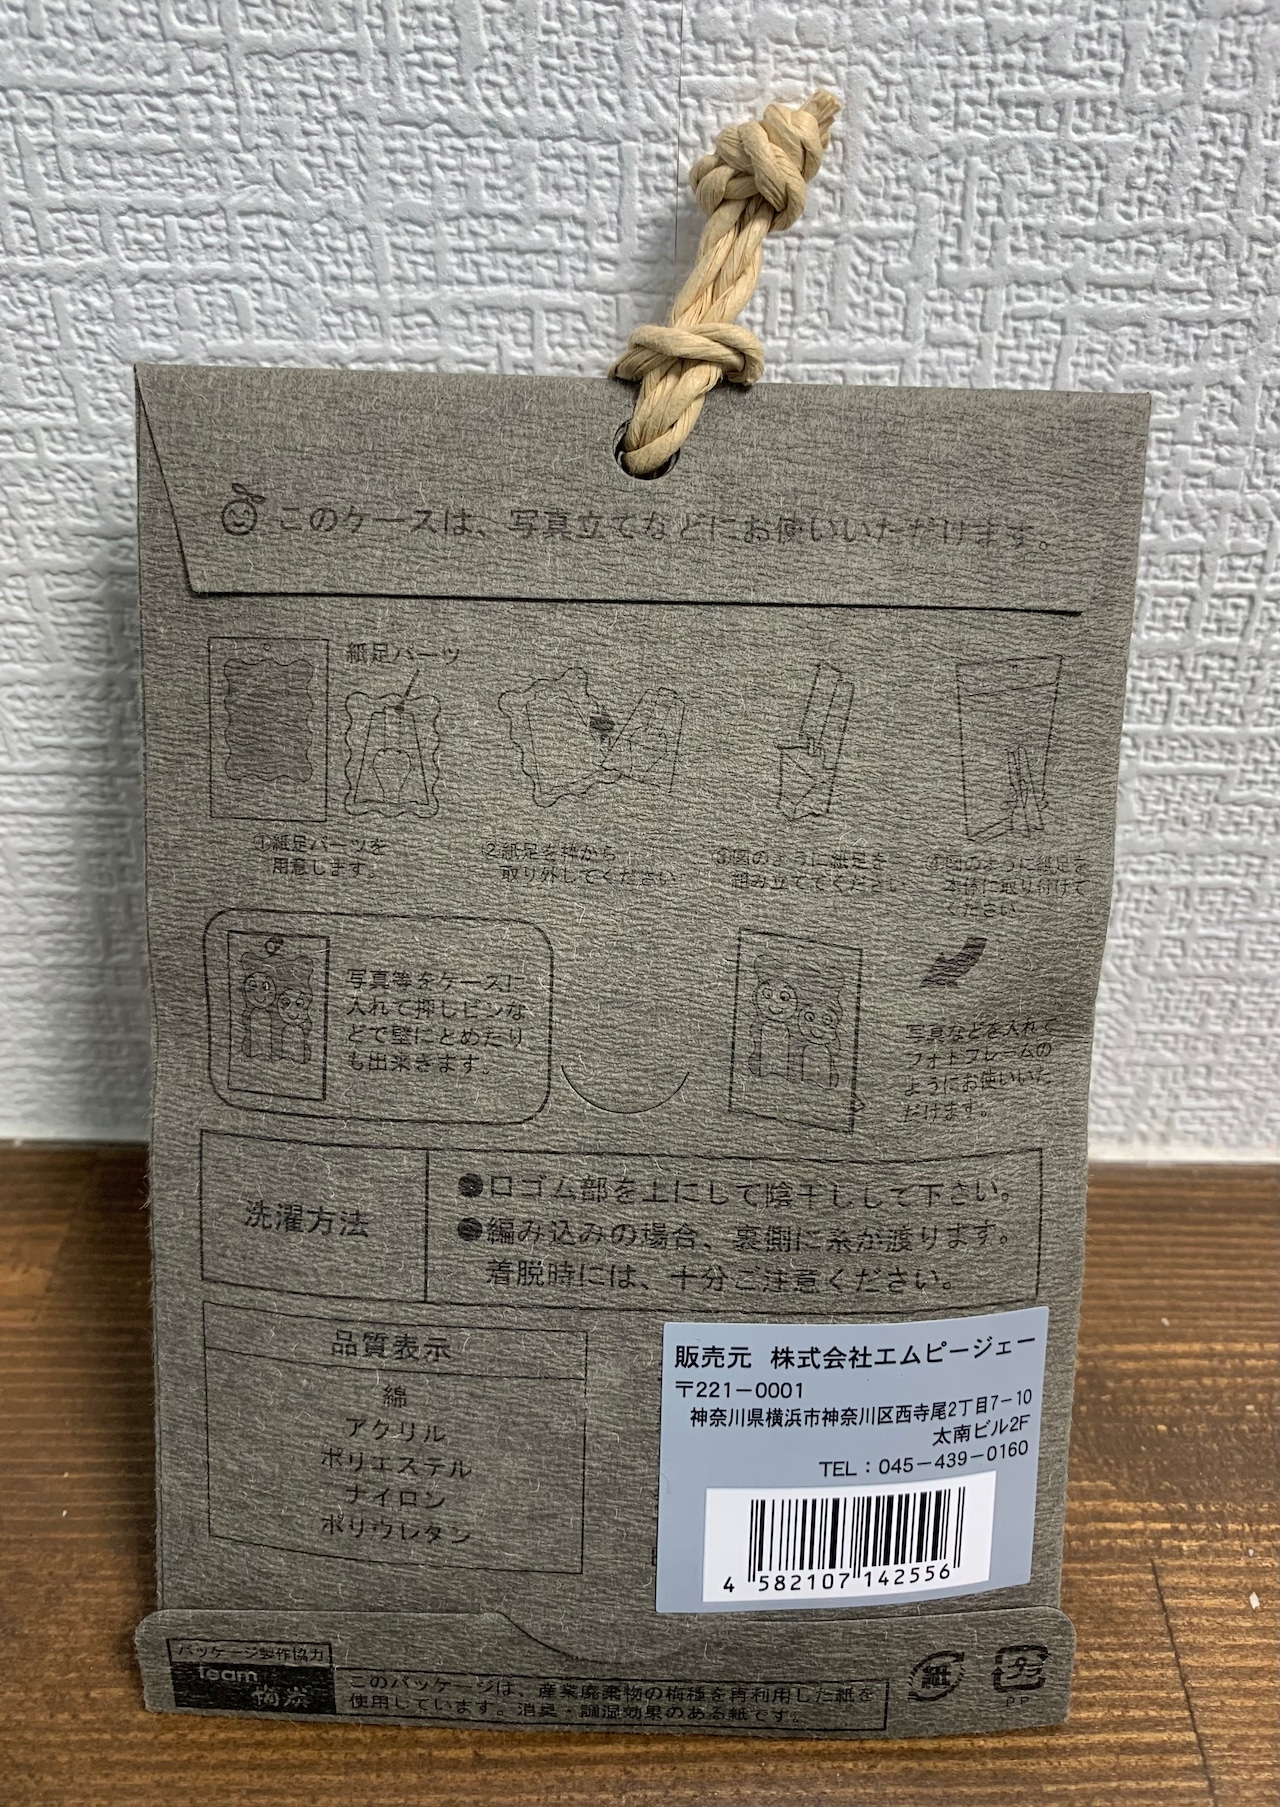 このケースは、写真立てなどにお使いいただけます。
紙足パーツ
①紙足パーツを
用意します。
②紙足を枠から
取り外してください
③図のように紙足を
組み立ててください
④図のように紙足を
本体に取り付けて
ください
写真等をケースに
入れて押しピンな
どで壁にとめたり
も出来きます。
写真などを入れて
フォトフレームの
ようにお使いいた
だけます。
洗濯方法
●口ゴム部を上にして陰干しして下さい。
●編み込みの場合、裏側に糸が渡ります。
着脱時には、十分ご注意ください。
品質表示
綿
アクリル
ポリエステル
ナイロン
ポリウレタン
販売元 株式会社エムピージェー
〒221-0001
神奈川県横浜市神奈川区西寺尾2丁目7-10
太南ビル2F
TEL:045-439-0160
4 582107 142556
パッケージ製作協力
team
梅炭
このパッケージは、産業廃棄物の梅種を再利用した紙を
使用しています。消臭・調湿効果のある紙です。
紙
プラ
PP